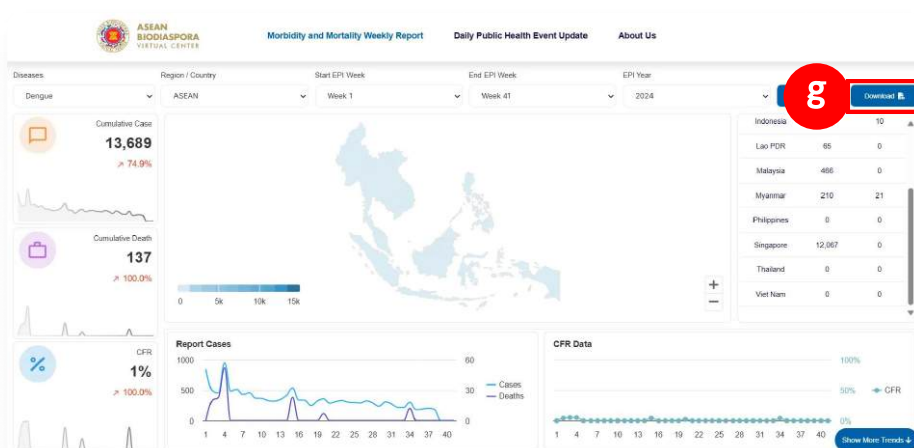 ASEAN
BIODIASPORA
VIRTUAL CENTER
Morbidity and Mortality Weekly Report
Daily Public Health Event Update
About Us
Diseases
Region / Country
Start EPI Week
End EPI Week
EPI Year
Dengue
ASEAN
Week 1
Week 41
2024
g
Download
Cumulative Case
13,689
74.9%
Cumulative Death
137
100.0%
CFR
1%
100.0%
0 5k 10k 15k
+
−
Indonesia 10
Lao PDR 65 0
Malaysia 466 0
Myanmar 210 21
Philippines 0 0
Singapore 12,067 0
Thailand 0 0
Viet Nam 0 0
Report Cases
1000
500
0
60
30
0
Cases
Deaths
1 4 7 10 13 16 19 22 25 28 31 34 37 40
CFR Data
100%
50%
0%
CFR
1 4 7 10 13 16 19 22 25 28 31 34 37 40
Show More Trends